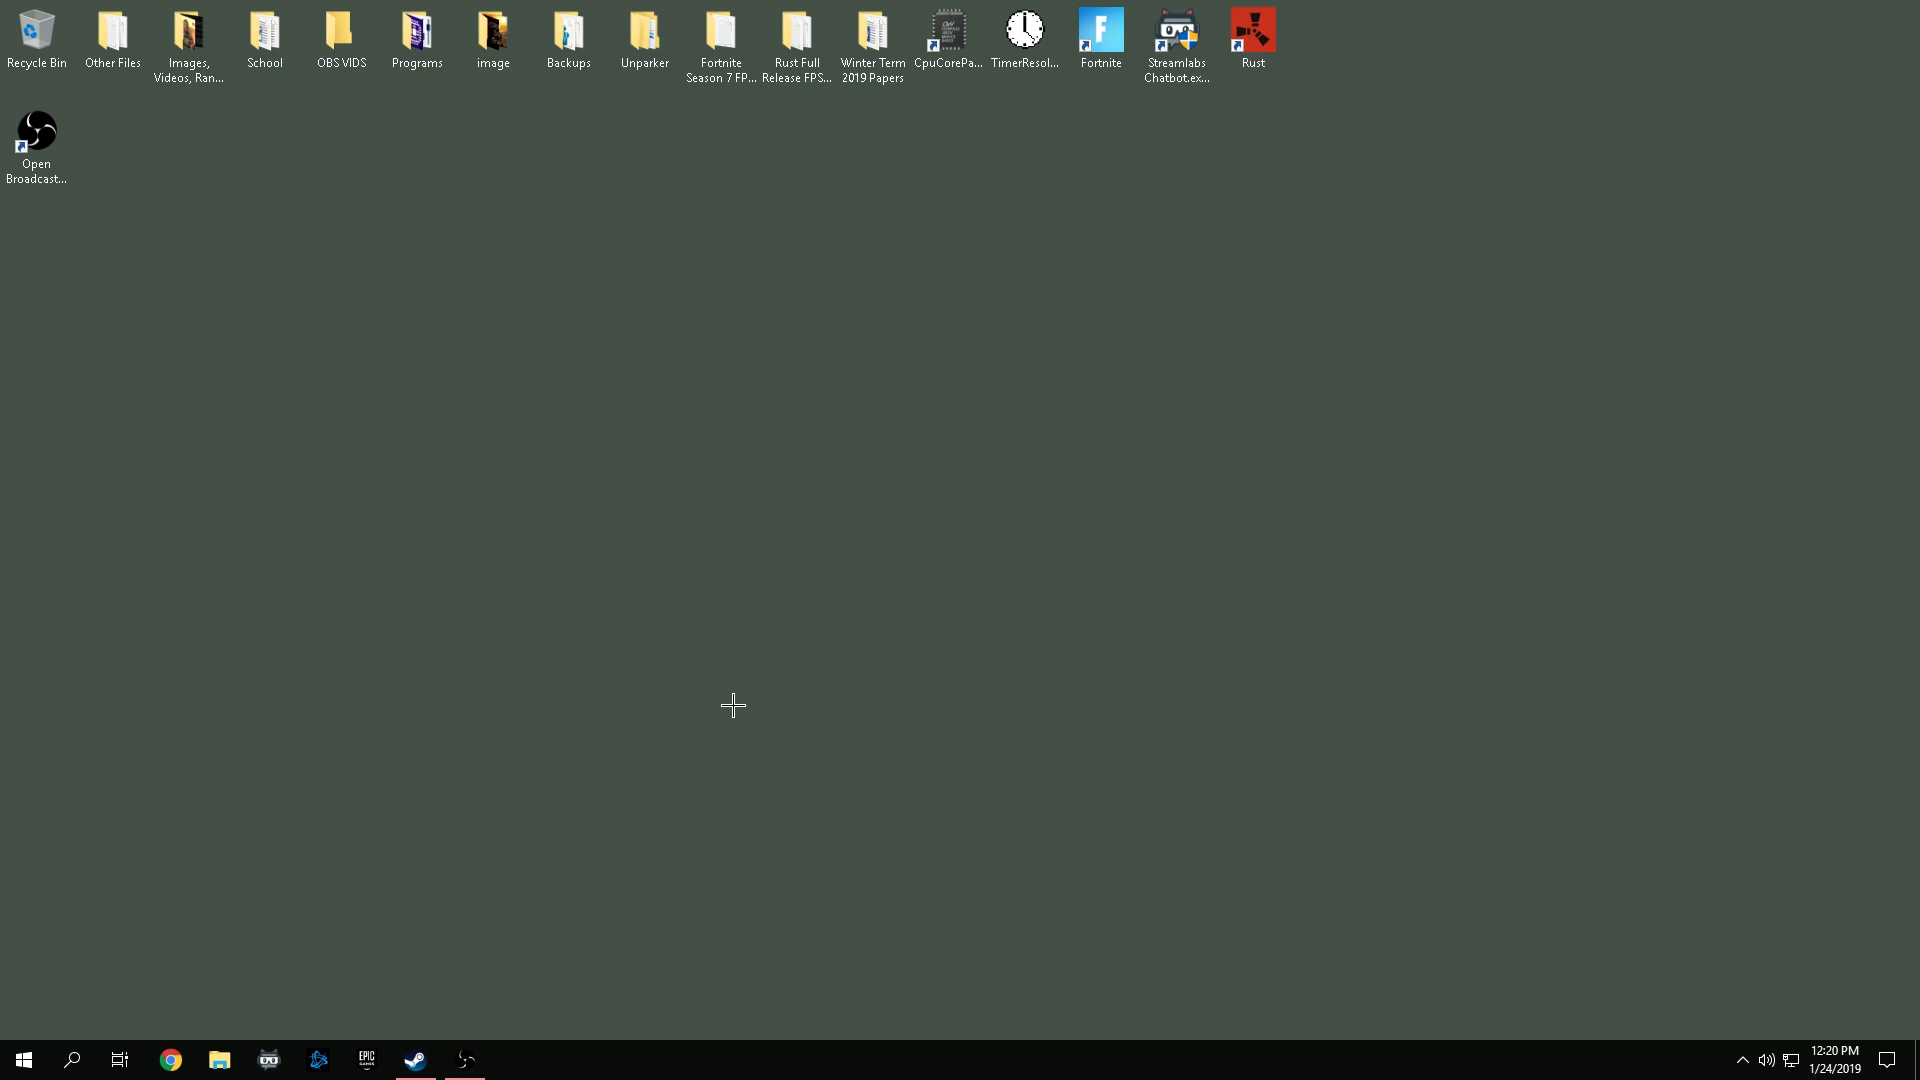 Recycle Bin
Other Files
Images,
Videos, Ran...
School
OBS VIDS
Programs
image
Backups
Unparker
Fortnite
Season 7 FP...
Rust Full
Release FPS...
Winter Term
2019 Papers
CpuCorePa...
TimerResol...
Fortnite
Streamlabs
Chatbot.ex...
Rust
Open
Broadcast...
F
EPIC
GAMES
12:20 PM
1/24/2019